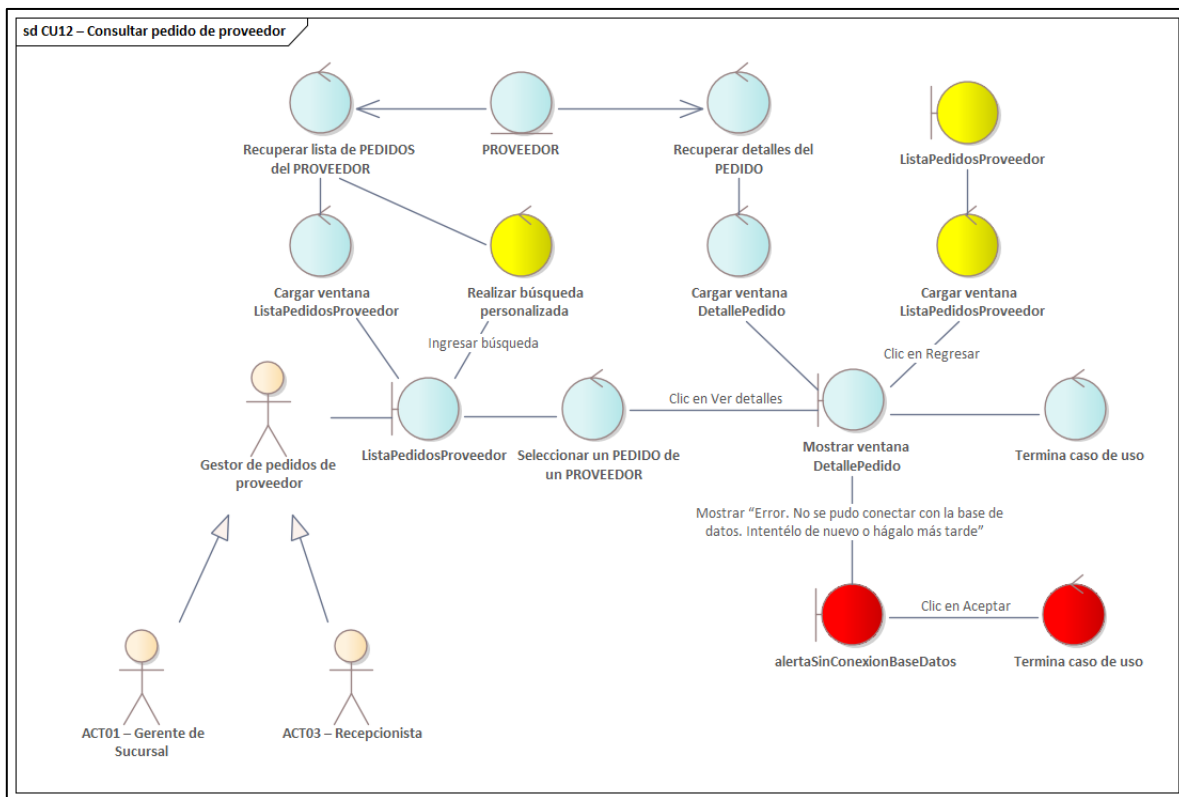 sd CU12 – Consultar pedido de proveedor
Recuperar lista de PEDIDOS
del PROVEEDOR
PROVEEDOR
Recuperar detalles del
PEDIDO
ListaPedidosProveedor
Cargar ventana
ListaPedidosProveedor
Realizar búsqueda
personalizada
Cargar ventana
DetallePedido
Cargar ventana
ListaPedidosProveedor
Ingresar búsqueda
Clic en Regresar
Clic en Ver detalles
Gestor de pedidos de
proveedor
ListaPedidosProveedor
Seleccionar un PEDIDO de
un PROVEEDOR
Mostrar ventana
DetallePedido
Termina caso de uso
Mostrar “Error. No se pudo conectar con la base de
datos. Intentélo de nuevo o hágalo más tarde”
Clic en Aceptar
alertaSinConexionBaseDatos
Termina caso de uso
ACT01 – Gerente de
Sucursal
ACT03 – Recepcionista